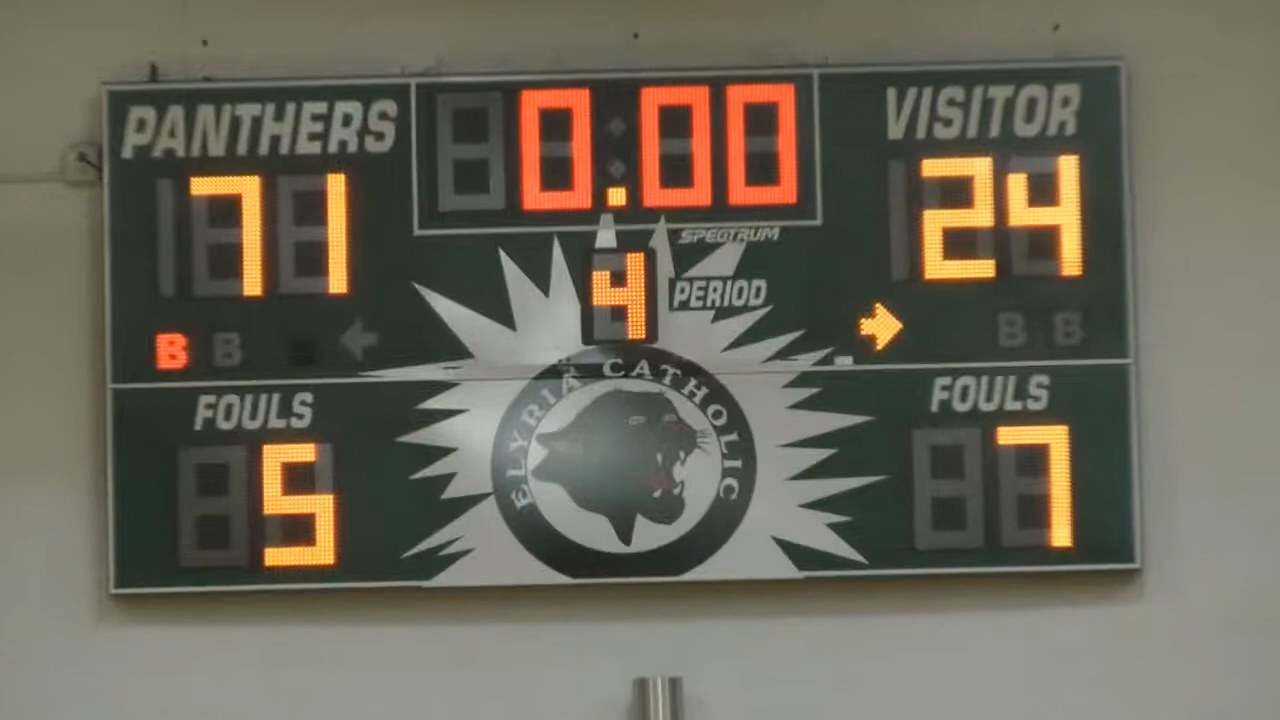 PANTHERS 0.00 VISITOR
71 24
SPECTRUM
4 PERIOD
B B B B
FOULS FOULS
5 7
ELYRIA CATHOLIC